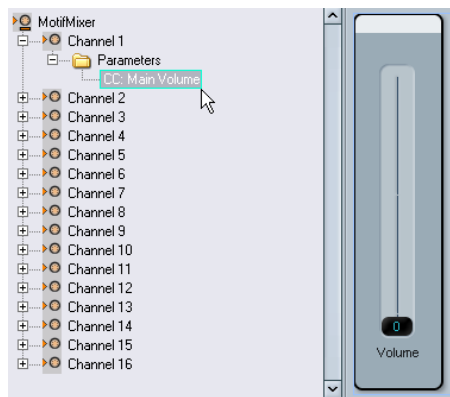 MotifMixer
Channel 1
Parameters
CC: Main Volume
Channel 2
Channel 3
Channel 4
Channel 5
Channel 6
Channel 7
Channel 8
Channel 9
Channel 10
Channel 11
Channel 12
Channel 13
Channel 14
Channel 15
Channel 16
0
Volume